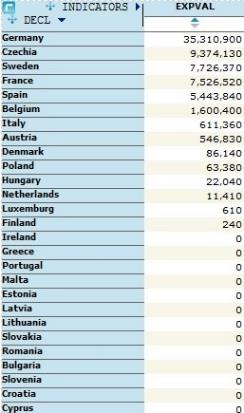 INDICATORS EXPVAL
DECL
Germany 35,310,900
Czechia 9,374,130
Sweden 7,726,370
France 7,526,520
Spain 5,443,840
Belgium 1,600,400
Italy 611,360
Austria 546,830
Denmark 86,140
Poland 63,380
Hungary 22,040
Netherlands 11,410
Luxemburg 610
Finland 240
Ireland 0
Greece 0
Portugal 0
Malta 0
Estonia 0
Latvia 0
Lithuania 0
Slovakia 0
Romania 0
Bulgaria 0
Slovenia 0
Croatia 0
Cyprus 0